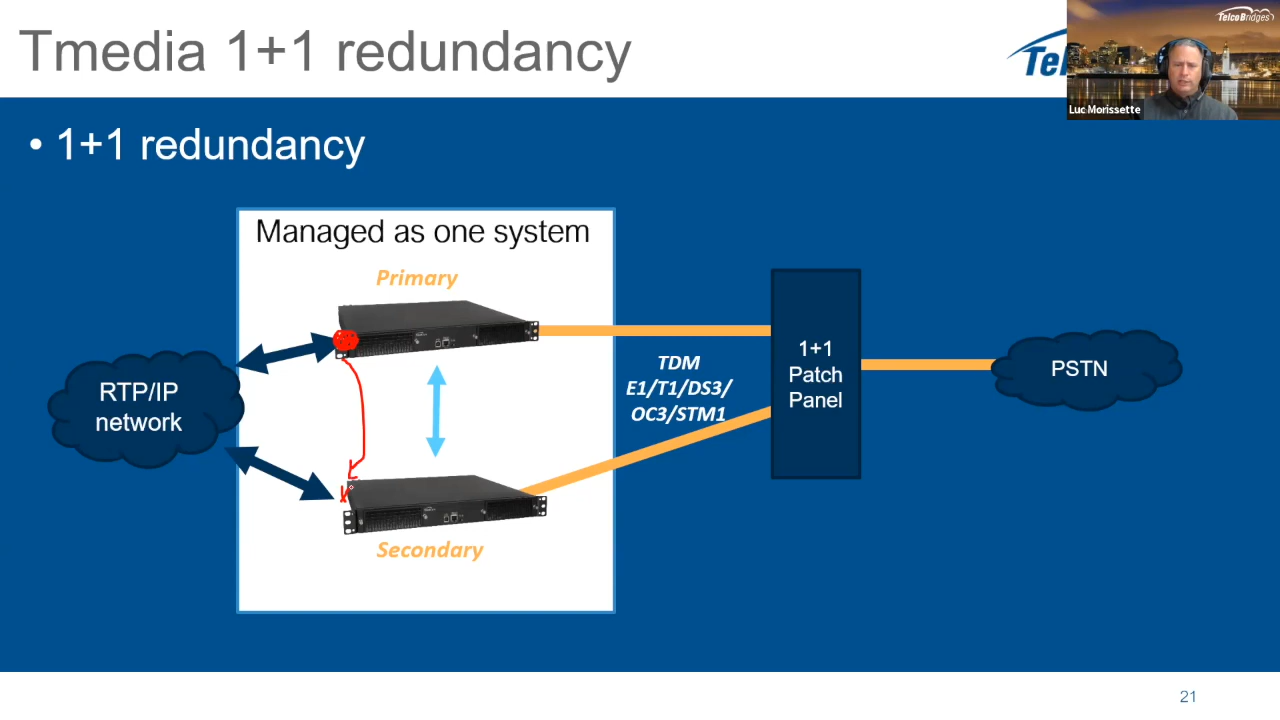 Tmedia 1+1 redundancy
TelcoBridges
Luc Morissette
• 1+1 redundancy
Managed as one system
Primary
RTP/IP
network
TDM
E1/T1/DS3/
OC3/STM1
1+1
Patch
Panel
PSTN
Secondary
21